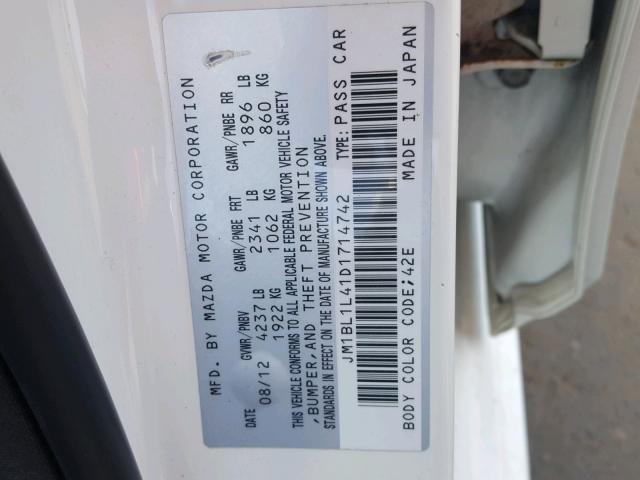 MFD. BY MAZDA MOTOR CORPORATION
DATE GVWR/PNBV GAWR/PNBE FRT GAWR/PNBE RR
08/12 4237 LB 2341 LB 1896 LB
1922 KG 1062 KG 860 KG
THIS VEHICLE CONFORMS TO ALL APPLICABLE FEDERAL MOTOR VEHICLE SAFETY
,BUMPER,AND THEFT PREVENTION
STANDARDS IN EFFECT ON THE DATE OF MANUFACTURE SHOWN ABOVE.
JM1BL1L41D1714742 TYPE: PASS CAR
BODY COLOR CODE;42E MADE IN JAPAN